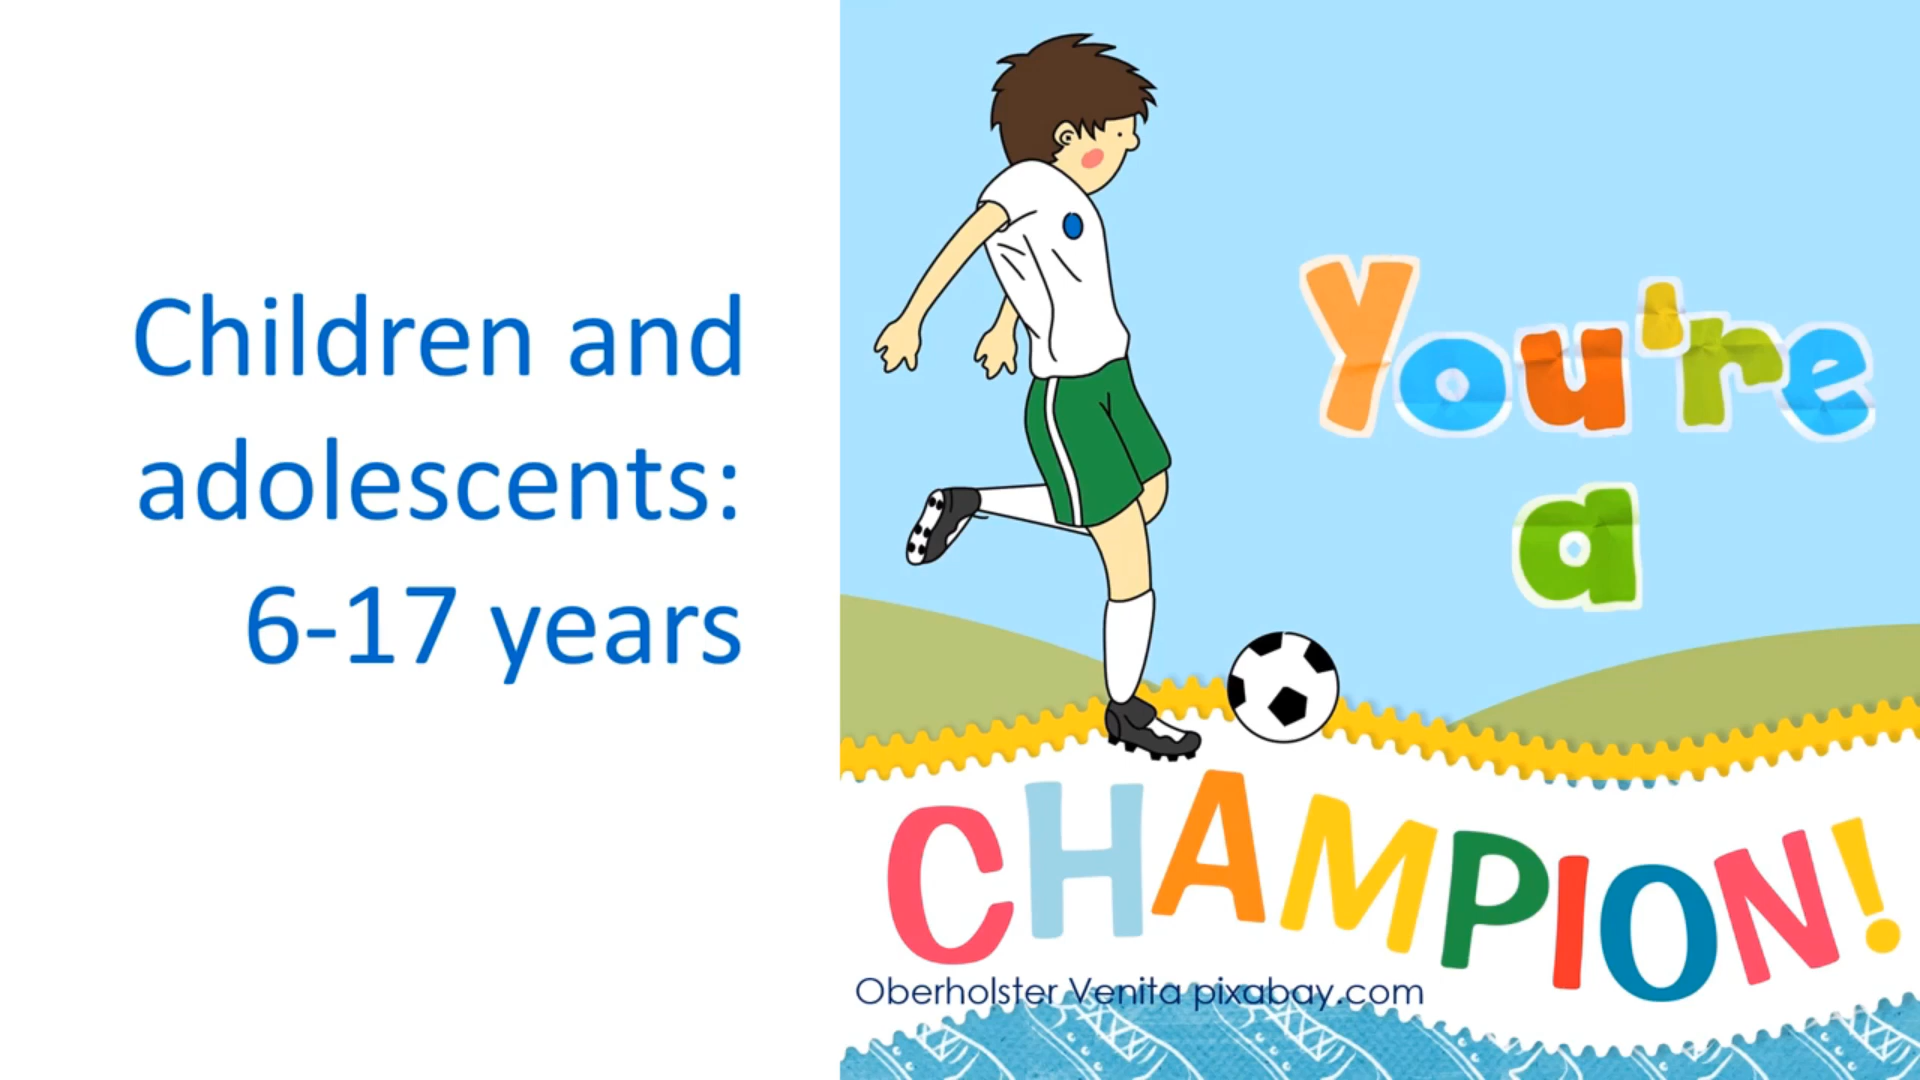 Children and
adolescents:
6-17 years
You're
a
CHAMPION!
Oberholster Venita pixabay.com